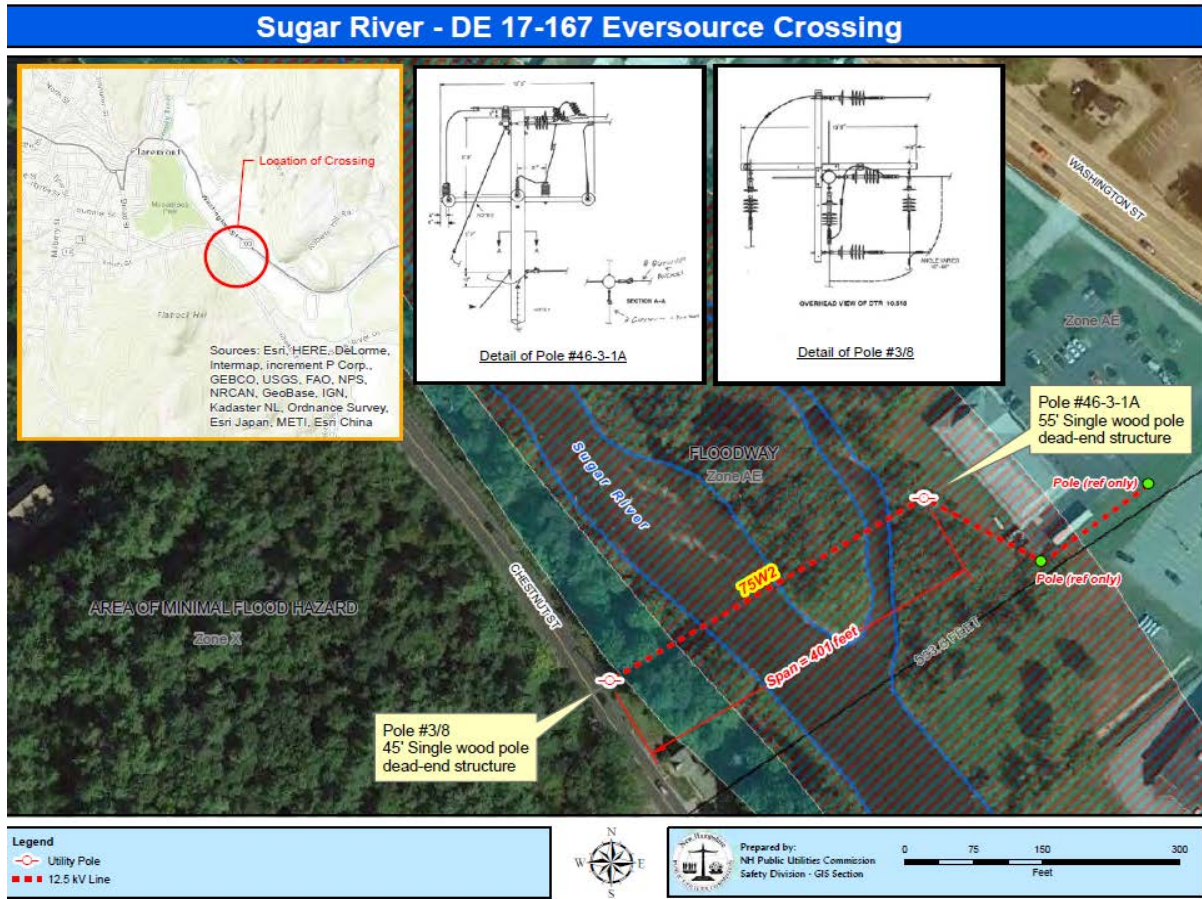 Sugar River - DE 17-167 Eversource Crossing
Claremont
Location of Crossing
Flatrock Hill
Sources: Esri, HERE, DeLorme,
Intermap, increment P Corp.,
GEBCO, USGS, FAO, NPS,
NRCAN, GeoBase, IGN,
Kadaster NL, Ordnance Survey,
Esri Japan, METI, Esri China
SECTION A-A
Detail of Pole #46-3-1A
OVERHEAD VIEW OF DTR 10.518
Detail of Pole #3/8
WASHINGTON ST
Zone AE
Pole #46-3-1A
55' Single wood pole
dead-end structure
FLOODWAY
Zone AE
Sugar River
Pole (ref only)
Pole (ref only)
75W2
CHESTNUT ST
Span = 401 feet
AREA OF MINIMAL FLOOD HAZARD
Zone X
Pole #3/8
45' Single wood pole
dead-end structure
Legend
Utility Pole
12.5 kV Line
N
W
E
S
Prepared by:
NH Public Utilities Commission
Safety Division - GIS Section
0 75 150 300
Feet